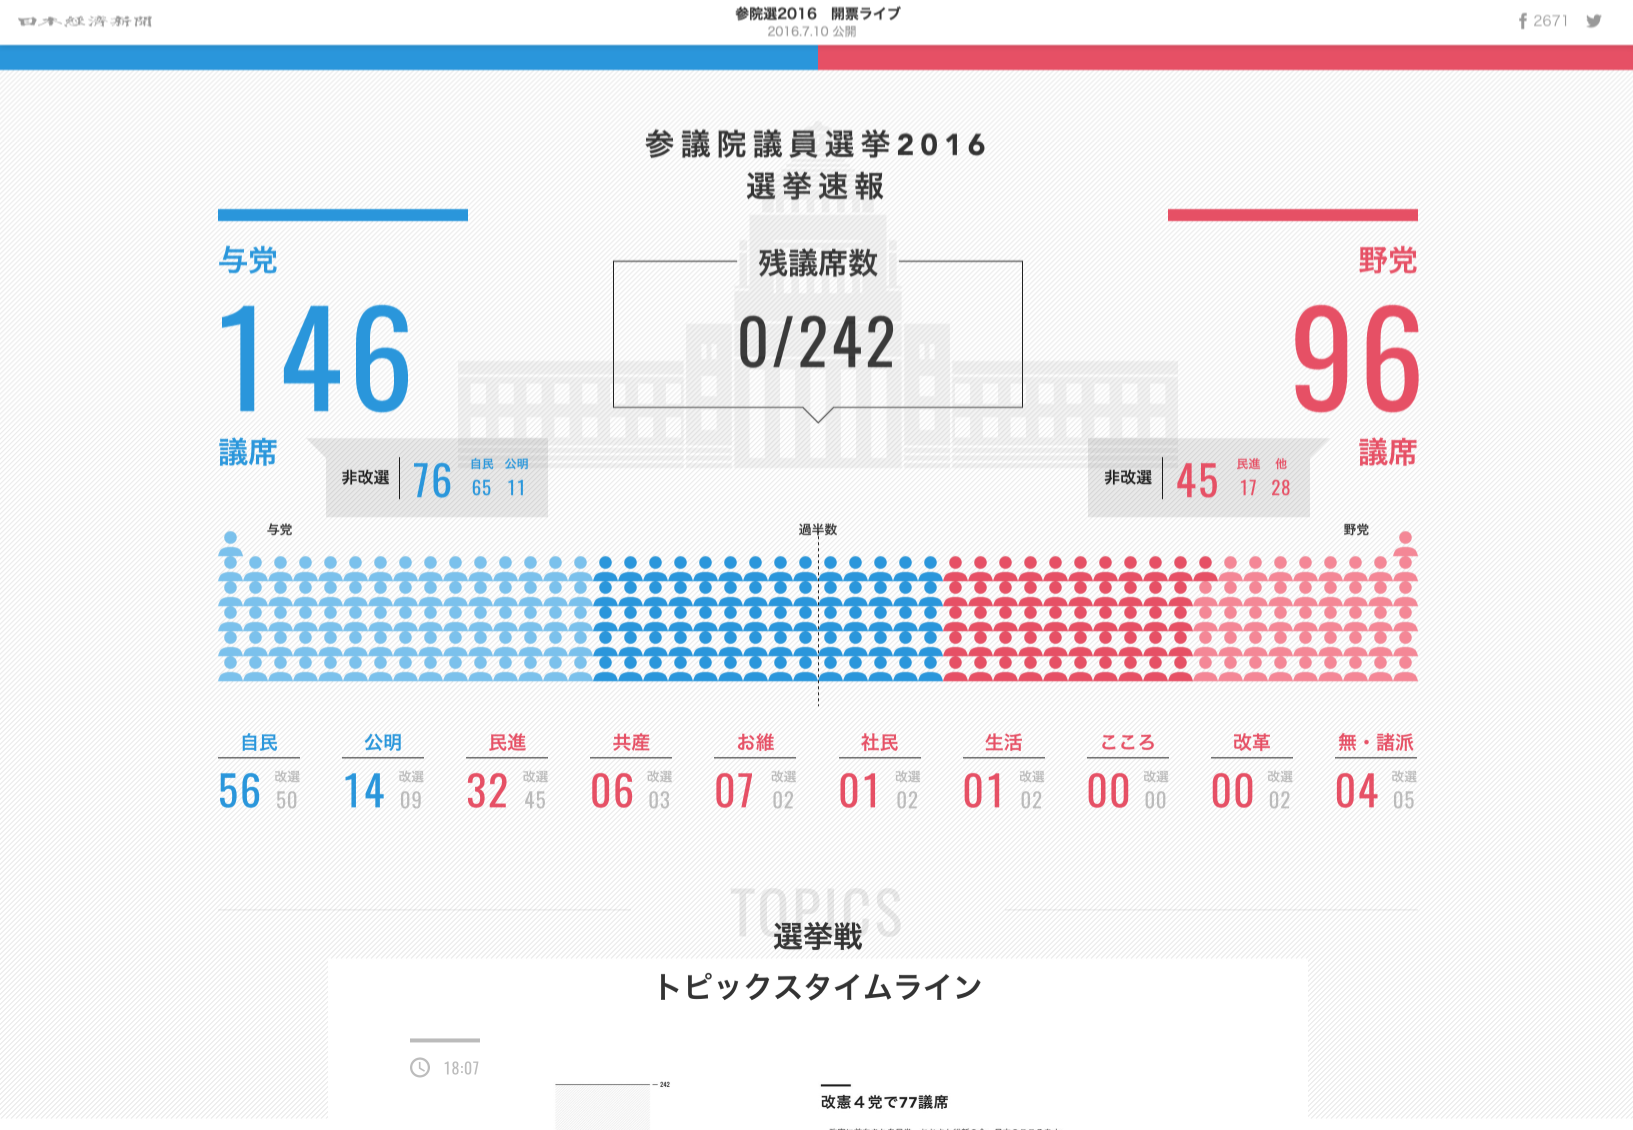 日本経済新聞
参院選2016　開票ライブ
2016.7.10 公開
2671
参議院議員選挙2016
選挙速報
与党
146
議席
非改選 76 自民 65 公明 11
残議席数
0/242
野党
96
議席
非改選 45 民進 17 他 28
与党
過半数
野党
自民
56 改選 50
公明
14 改選 09
民進
32 改選 45
共産
06 改選 03
お維
07 改選 02
社民
01 改選 02
生活
01 改選 02
こころ
00 改選 00
改革
00 改選 02
無・諸派
04 改選 05
TOPICS
選挙戦
トピックスタイムライン
18:07
242
改憲４党で77議席